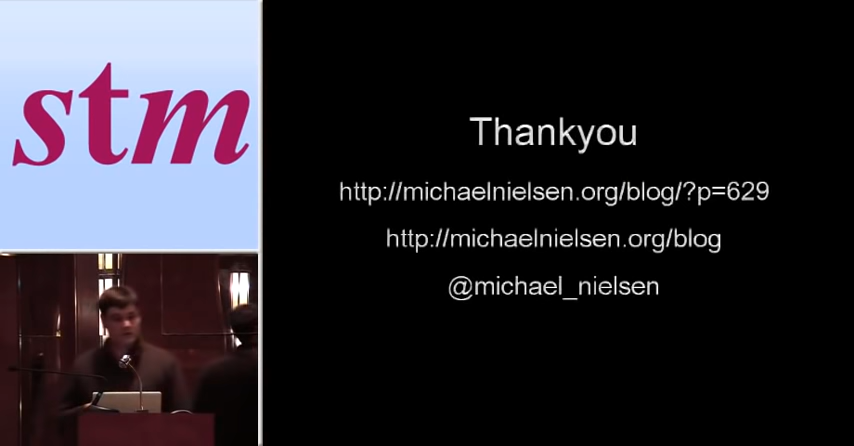 stm
Thankyou
http://michaelnielsen.org/blog/?p=629
http://michaelnielsen.org/blog
@michael_nielsen